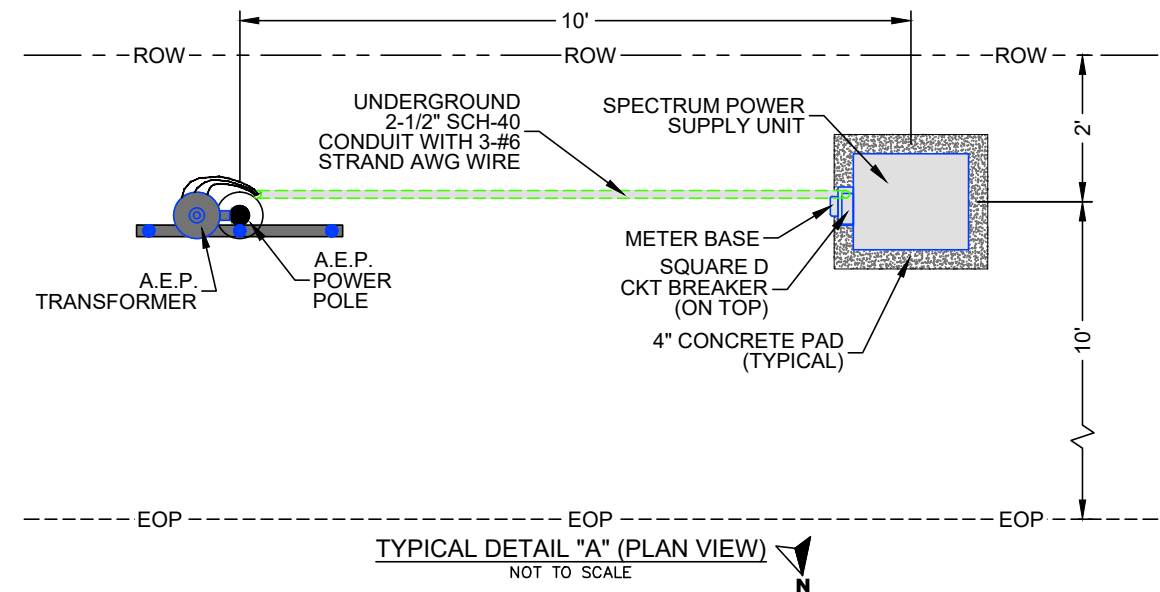 10'
ROW ROW ROW
UNDERGROUND
2-1/2" SCH-40
CONDUIT WITH 3-#6
STRAND AWG WIRE
SPECTRUM POWER
SUPPLY UNIT
2'
METER BASE
SQUARE D
CKT BREAKER
(ON TOP)
4" CONCRETE PAD
(TYPICAL)
A.E.P.
TRANSFORMER
A.E.P.
POWER
POLE
10'
EOP EOP EOP
TYPICAL DETAIL "A" (PLAN VIEW)
NOT TO SCALE
N